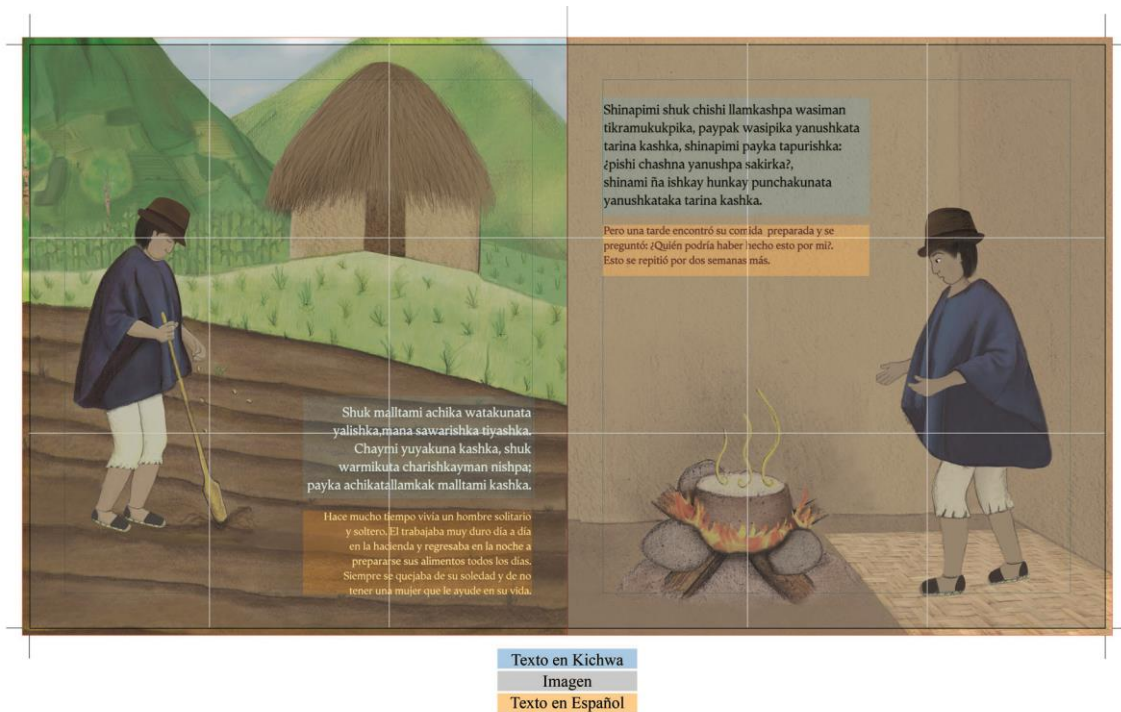 Shuk malltami achika watakunata
yalishka,mana sawarishka tiyashka.
Chaymi yuyakuna kashka, shuk
warmikuta charishkayman nishpa;
payka achikatallamkak malltami kashka.
Hace mucho tiempo vivía un hombre solitario
y soltero. El trabajaba muy duro día a día
en la hacienda y regresaba en la noche a
prepararse sus alimentos todos los días.
Siempre se quejaba de su soledad y de no
tener una mujer que le ayude en su vida.
Shinapimi shuk chishi llamkashpa wasiman
tikramukukpika, paypak wasipika yanushkata
tarina kashka, shinapimi payka tapurishka:
¿pishi chashna yanushpa sakirka?,
shinami ña ishkay hunkay punchakunata
yanushkataka tarina kashka.
Pero una tarde encontró su comida preparada y se
preguntó: ¿Quién podría haber hecho esto por mí?.
Esto se repitió por dos semanas más.
Texto en Kichwa
Imagen
Texto en Español